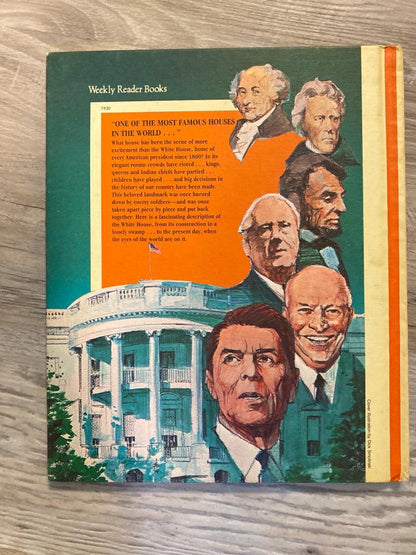 Weekly Reader Books
7430
"ONE OF THE MOST FAMOUS HOUSES
IN THE WORLD . . . "
What house has been the scene of more
excitement than the White House, home of
every American president since 1800? In its
elegant rooms crowds have rioted . . . kings,
queens and Indian chiefs have partied . . .
children have played . . . and big decisions in
the history of our country have been made.
This beloved landmark was once burned
down by enemy soldiers—and was once
taken apart piece by piece and put back
together. Here is a fascinating description of
the White House, from its construction in a
lonely swamp . . . to the present day, when
the eyes of the world are on it.
Cover illustration by Dick Smolinski